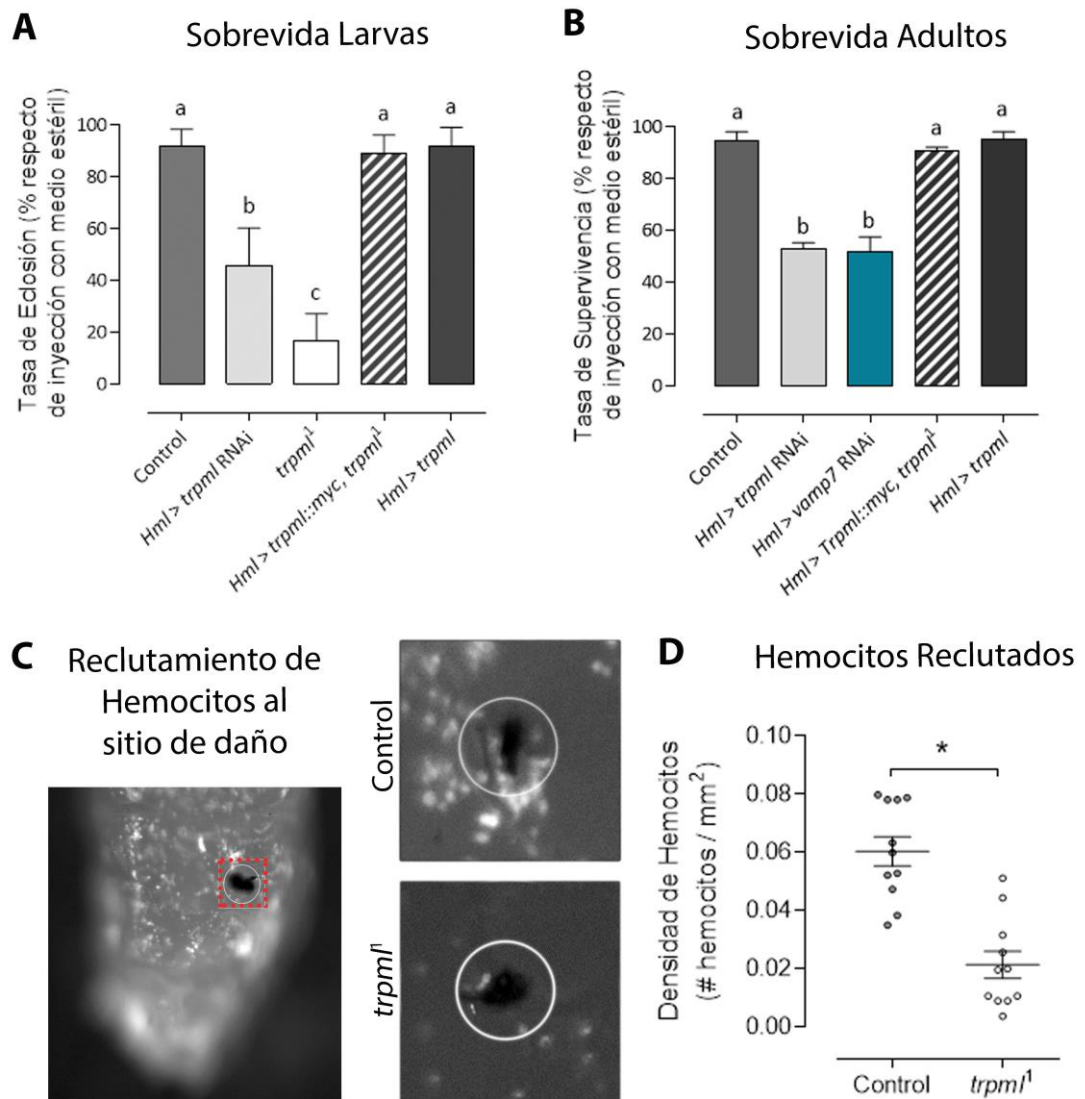 A
Sobrevida Larvas
Tasa de Edosión (% respecto
de inyección con medio estéril)
100
80
60
40
20
0
a
b
c
a
a
Control
Hml > trpml RNAi
trpml¹
Hml > trpml::myc, trpml¹
Hml > trpml
B
Sobrevida Adultos
Tasa de Supervivencia (% respecto
de inyección con medio estéril)
100
80
60
40
20
0
a
b
b
a
a
Control
Hml > trpml RNAi
Hml > vamp7 RNAi
Hml > Trpml::myc, trpml¹
Hml > trpml
C
Reclutamiento de
Hemocitos al
sitio de daño
Control
trpml¹
D
Hemocitos Reclutados
Densidad de Hemocitos
(# hemocitos / mm²)
0.10
0.08
0.06
0.04
0.02
0.00
*
Control
trpml¹